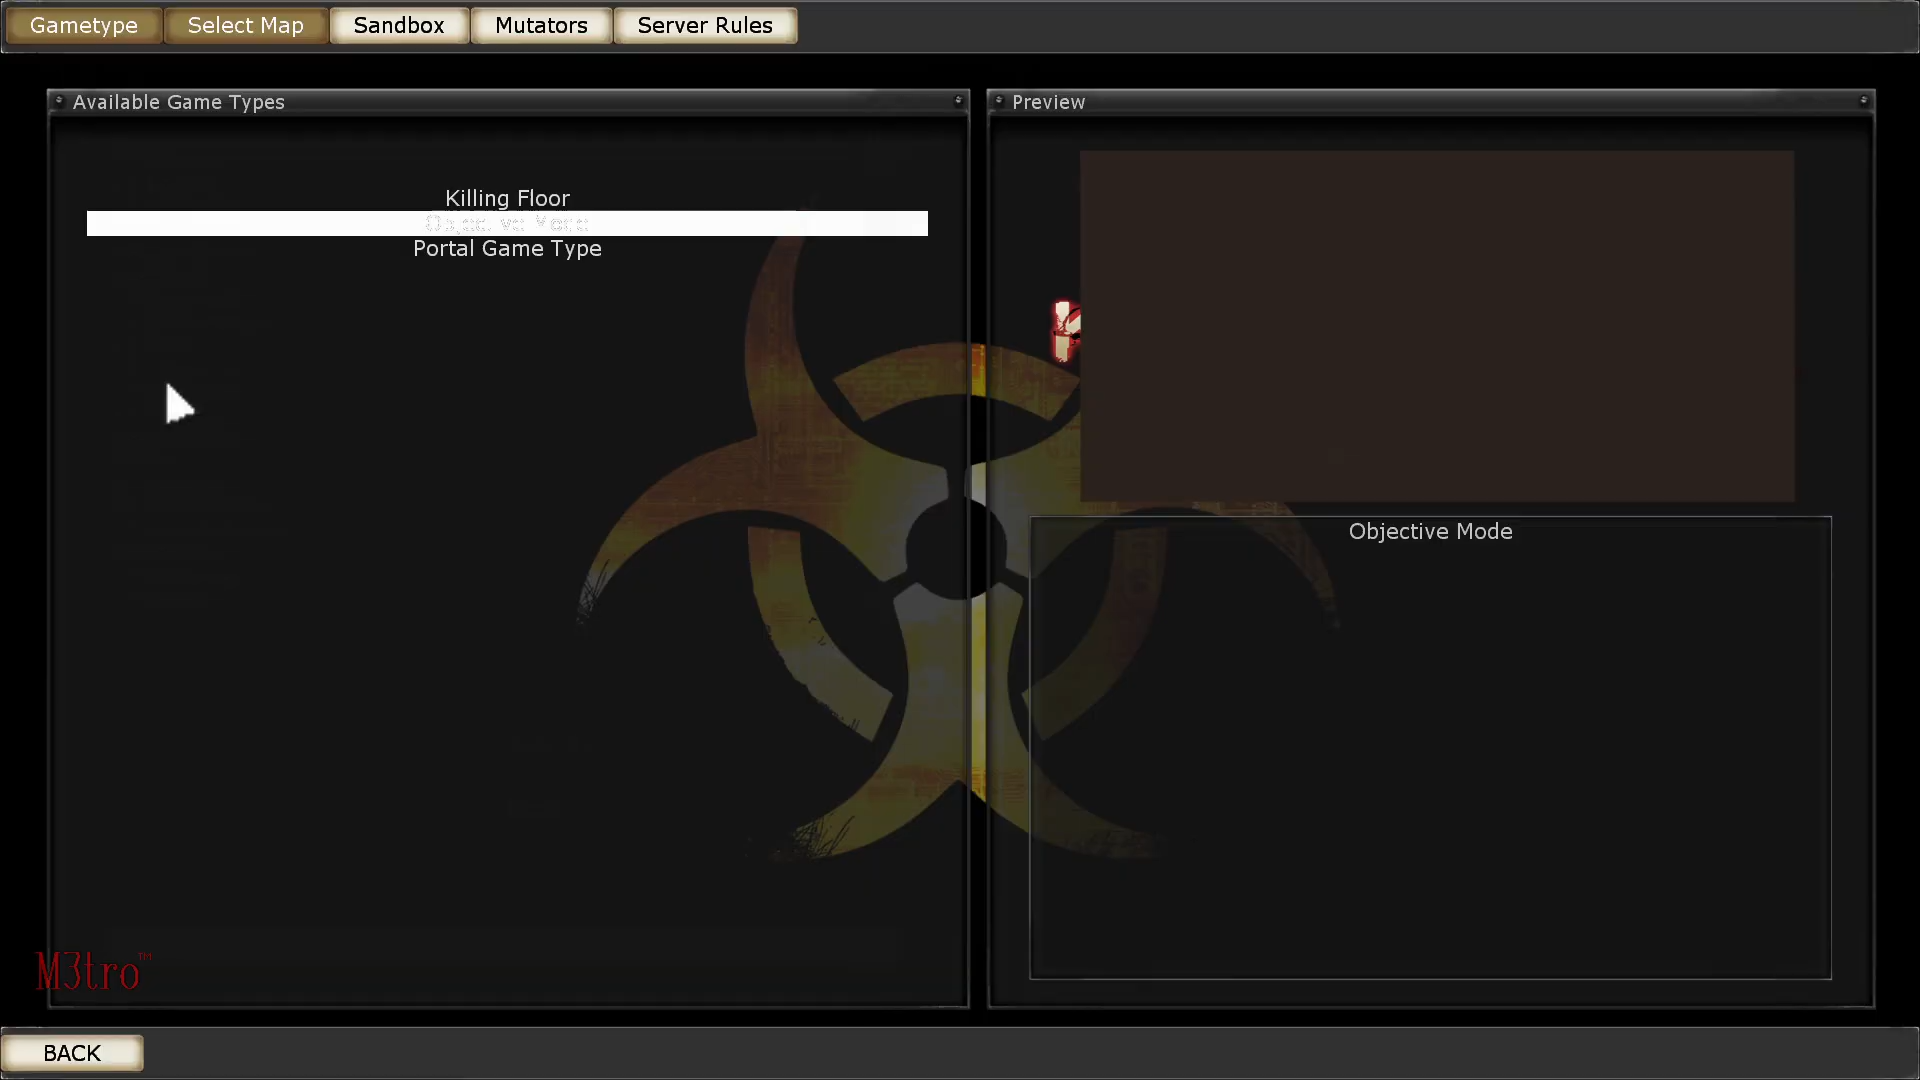 Gametype
Select Map
Sandbox
Mutators
Server Rules
Available Game Types
Preview
Killing Floor
Portal Game Type
Objective Mode
M3tro™
BACK